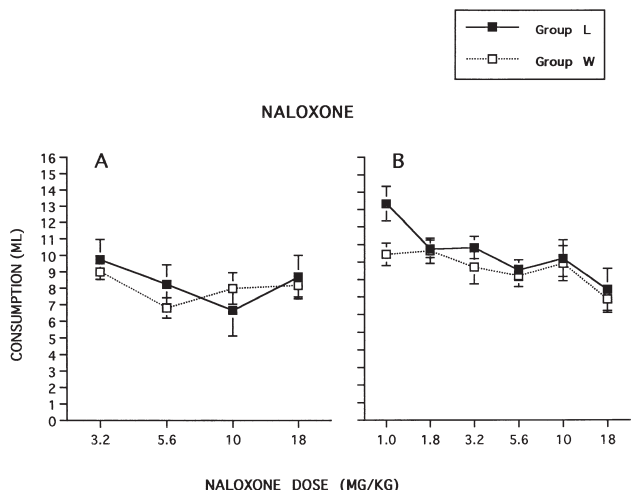 Group L
Group W
NALOXONE
A
B
CONSUMPTION (ML)
16
15
14
13
12
11
10
9
8
7
6
5
4
3
2
1
0
3.2 5.6 10 18
1.0 1.8 3.2 5.6 10 18
NALOXONE DOSE (MG/KG)